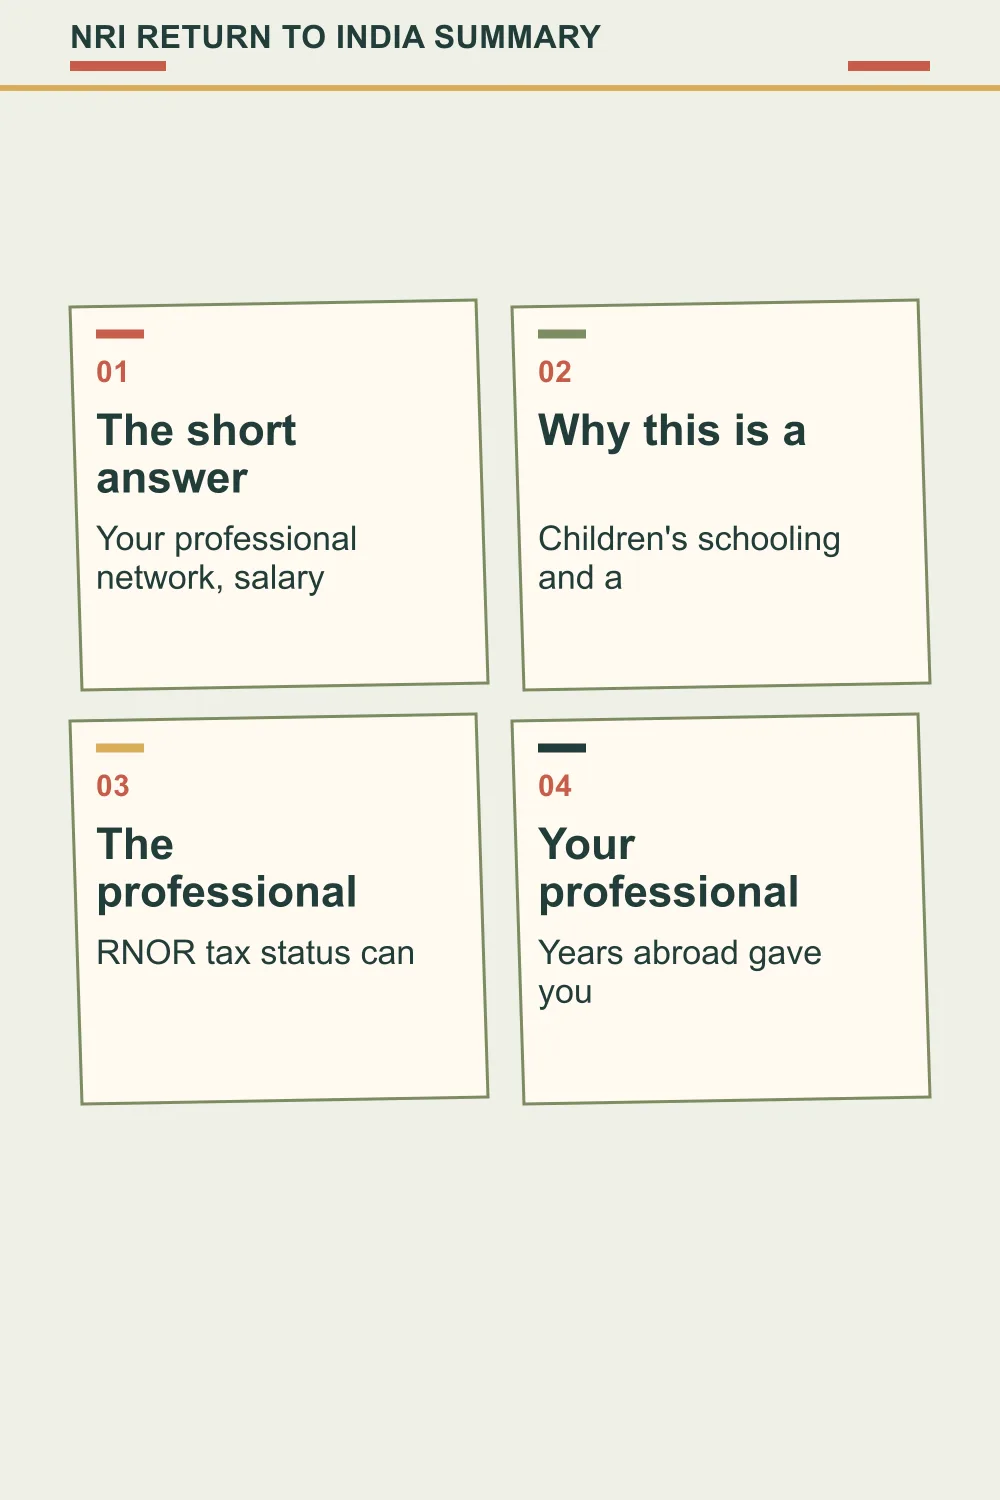 NRI RETURN TO INDIA SUMMARY
01
The short
answer
Your professional
network, salary
02
Why this is a
Children's schooling
and a
03
The
professional
RNOR tax status can
04
Your
professional
Years abroad gave
you